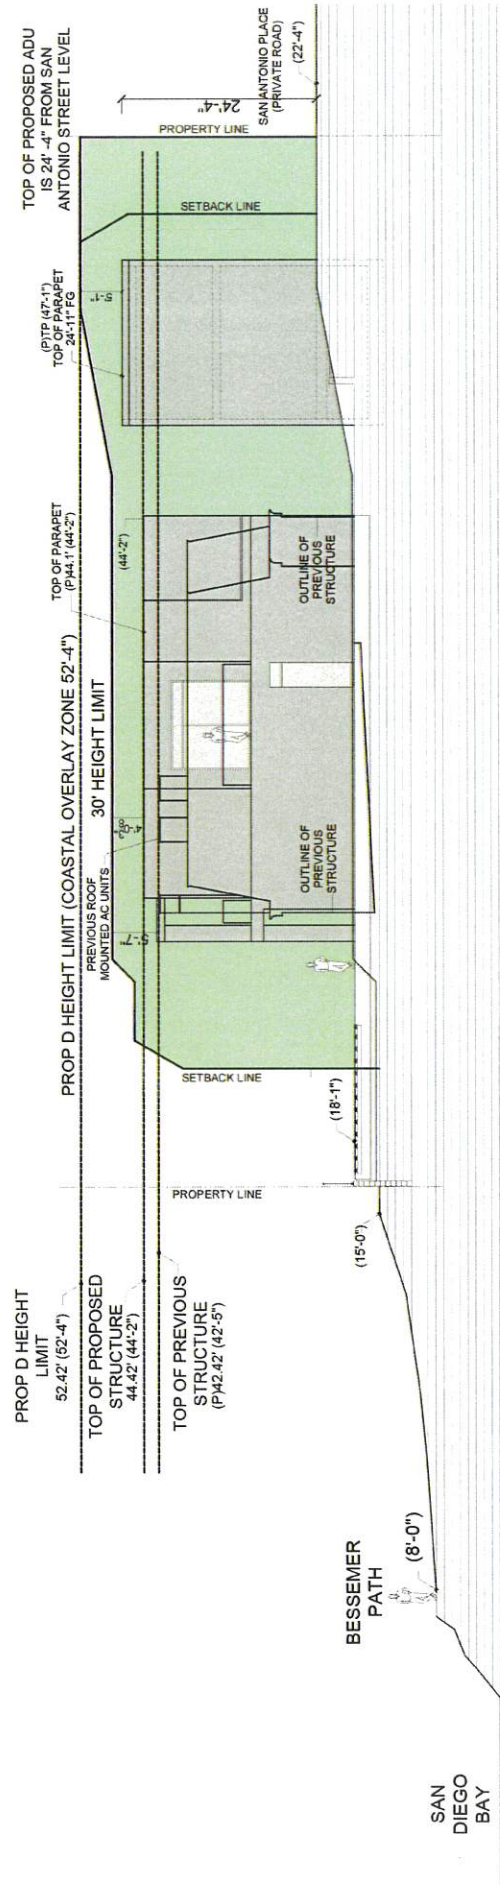 PROP D HEIGHT
LIMIT
52.42' (52'-4")
TOP OF PROPOSED
STRUCTURE
44.42' (44'-2")
TOP OF PREVIOUS
STRUCTURE
(P)42.42' (42'-5")
PROP D HEIGHT LIMIT (COASTAL OVERLAY ZONE 52'-4")
30' HEIGHT LIMIT
PREVIOUS ROOF
MOUNTED AC UNITS
5'-7"
TOP OF PARAPET
(P)44.1' (44'-2")
(44'-2")
(P)TP (47'-1")
TOP OF PARAPET
24'-11" FG
5'-1"
TOP OF PROPOSED ADU
IS 24' -4" FROM SAN
ANTONIO STREET LEVEL
24'-4"
PROPERTY LINE
SETBACK LINE
SAN ANTONIO PLACE
(PRIVATE ROAD)
(22'-4")
OUTLINE OF
PREVIOUS
STRUCTURE
OUTLINE OF
PREVIOUS
STRUCTURE
SETBACK LINE
PROPERTY LINE
(18'-1")
(15'-0")
BESSEMER
PATH
(8'-0")
SAN
DIEGO
BAY